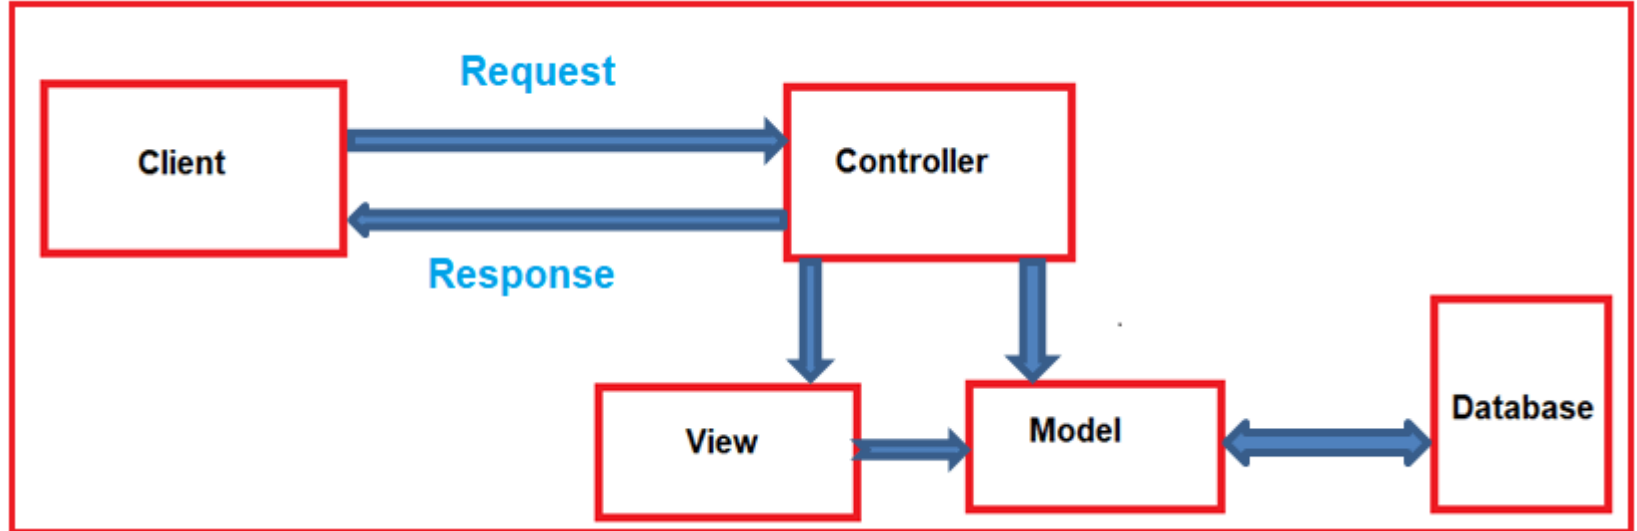 Request
Client
Controller
Response
View
Model
Database